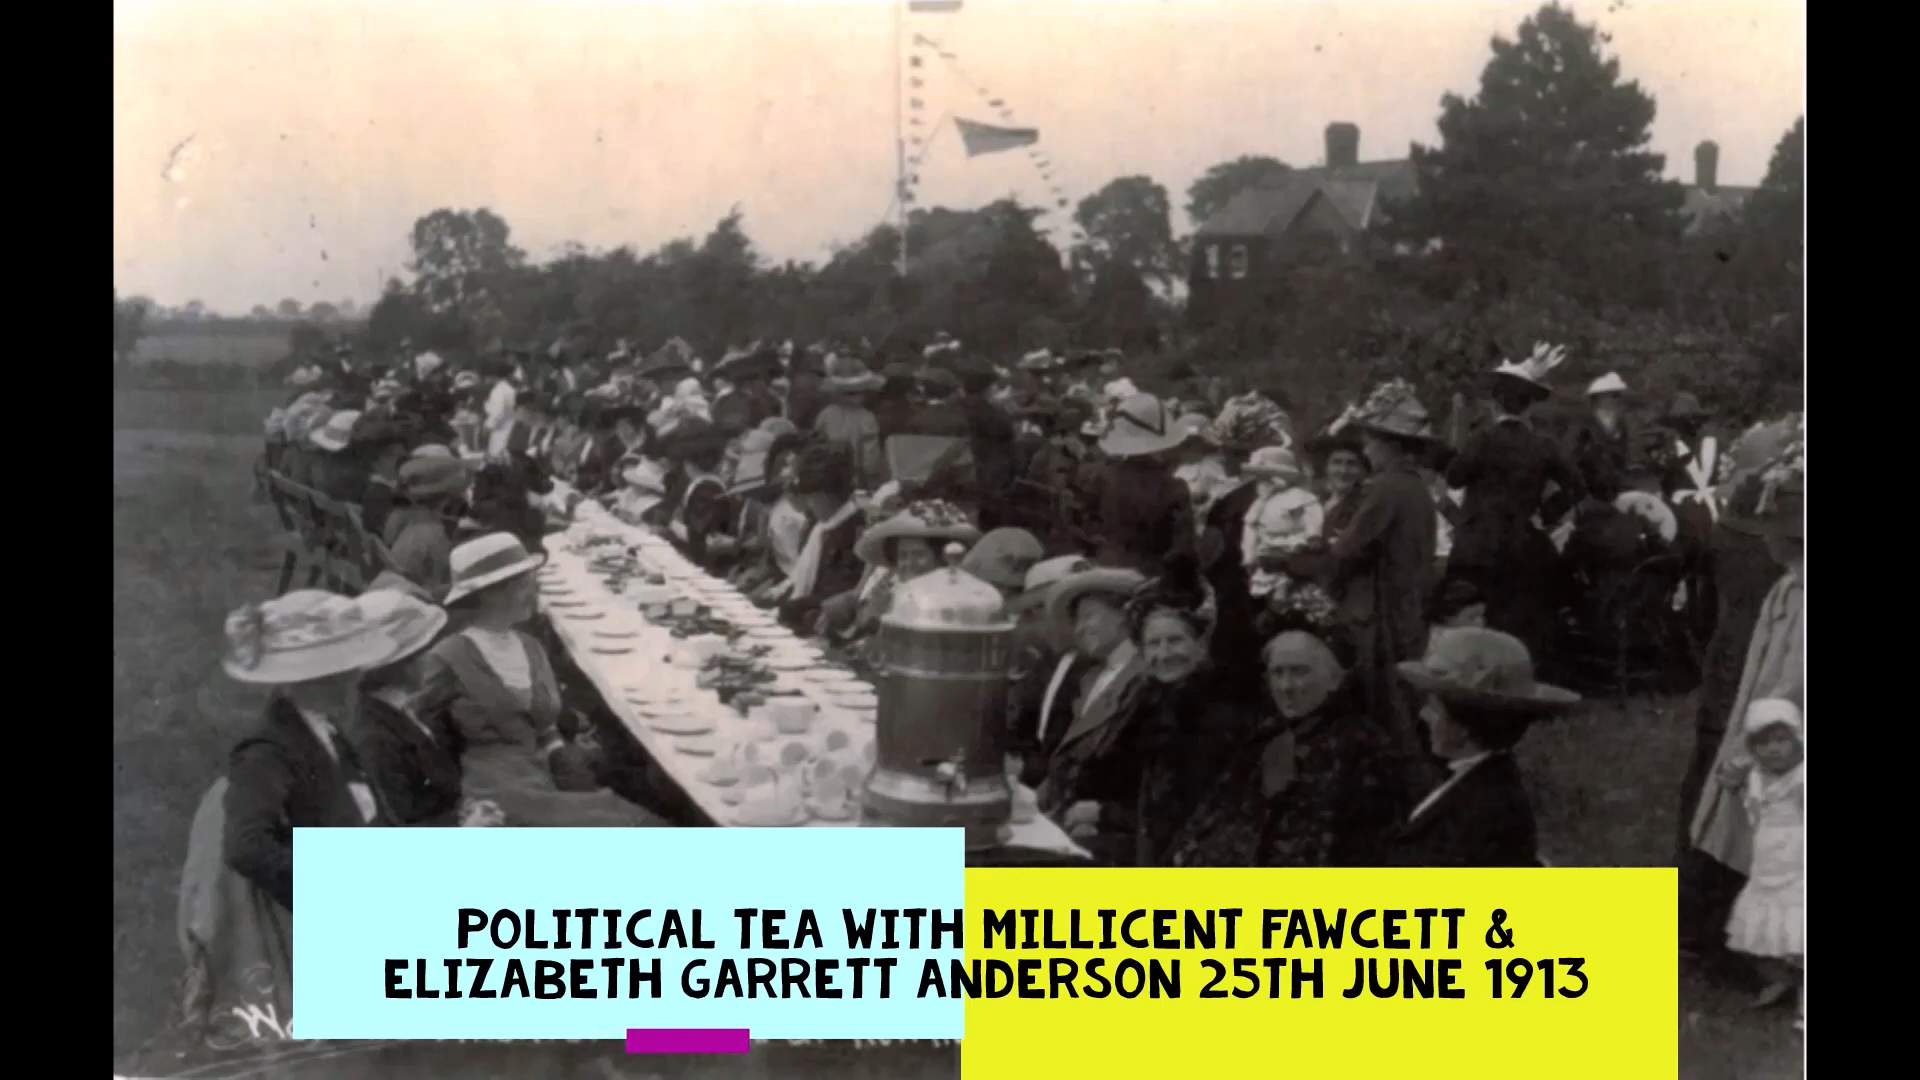 POLITICAL TEA WITH MILLICENT FAWCETT &
ELIZABETH GARRETT ANDERSON 25TH JUNE 1913